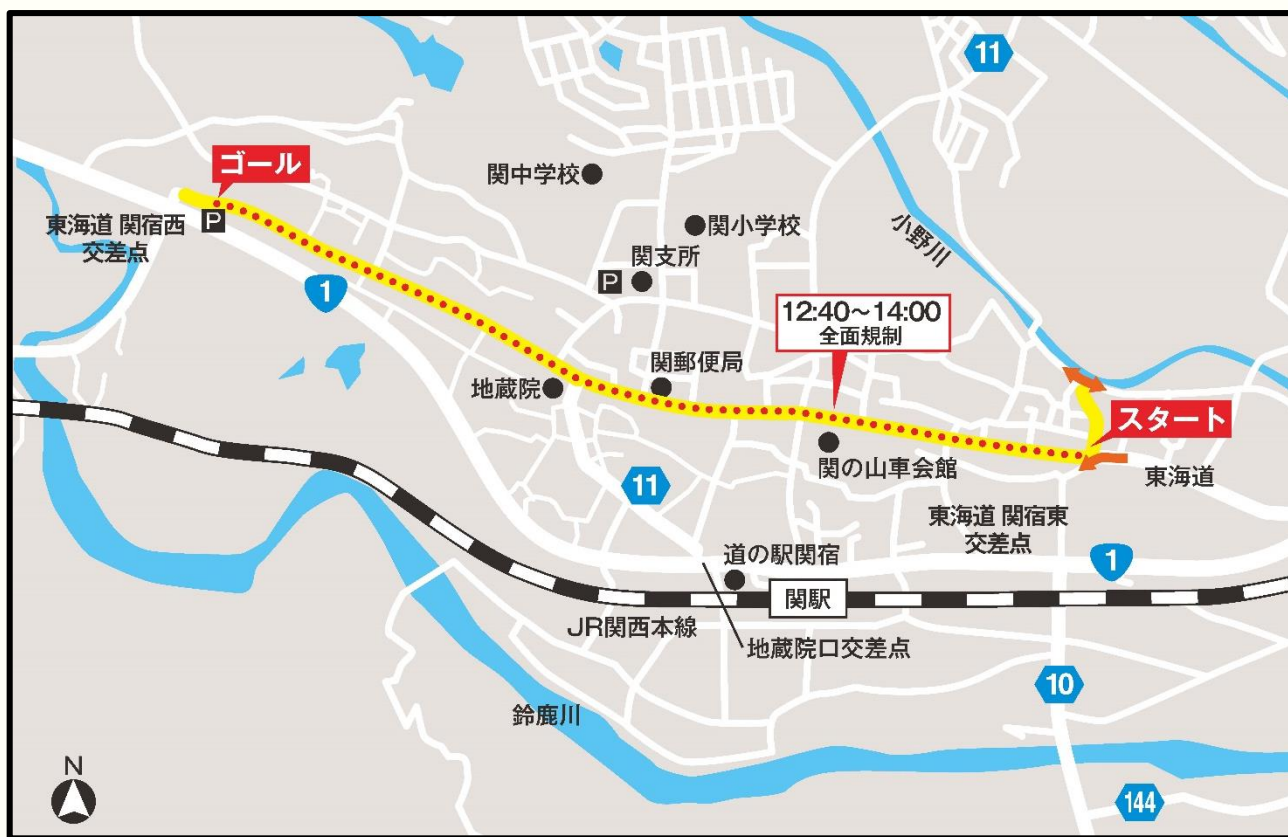 11
ゴール
関中学校
東海道 関宿西
交差点
P
関小学校
小野川
関支所
P
1
12:40～14:00
全面規制
関郵便局
地蔵院
スタート
関の山車会館
東海道
11
東海道 関宿東
交差点
道の駅関宿
1
関駅
JR関西本線
地蔵院口交差点
10
鈴鹿川
N
144